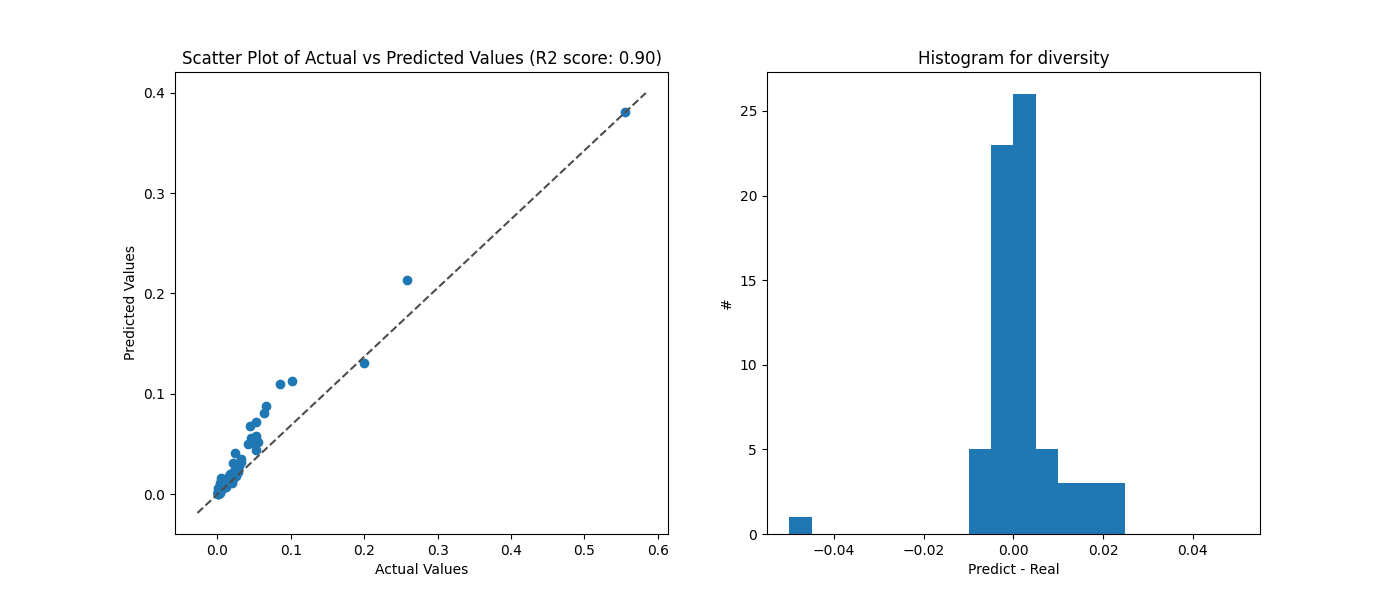 Scatter Plot of Actual vs Predicted Values (R2 score: 0.90)
0.4
0.3
0.2
0.1
0.0
Predicted Values
0.0 0.1 0.2 0.3 0.4 0.5 0.6
Actual Values
Histogram for diversity
25
20
15
10
5
0
#
−0.04 −0.02 0.00 0.02 0.04
Predict - Real